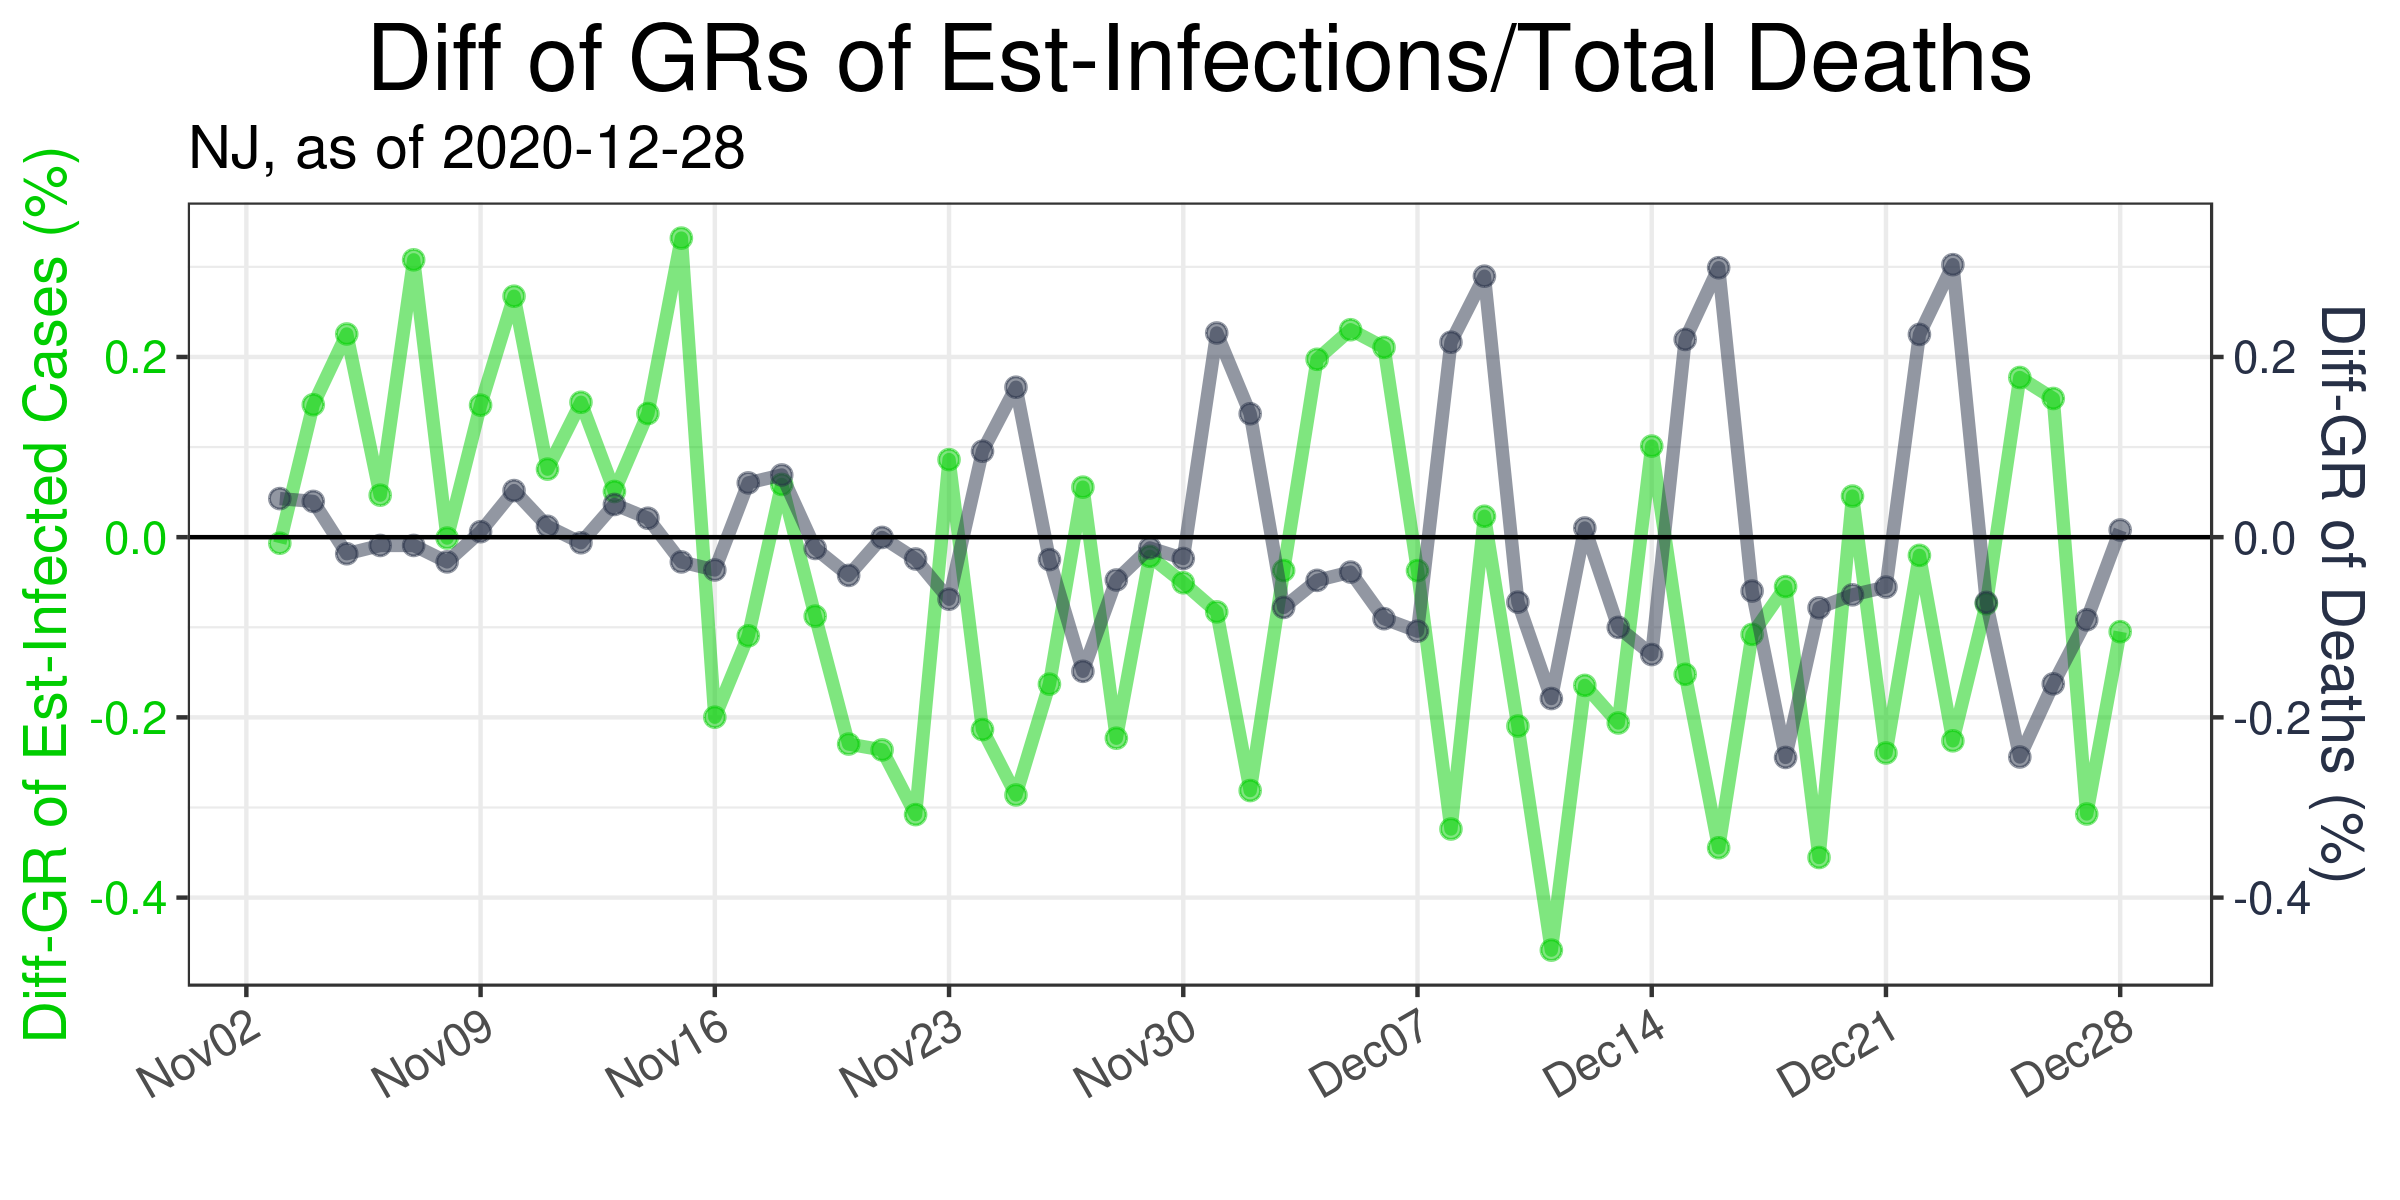 Diff of GRs of Est-Infections/Total Deaths
NJ, as of 2020-12-28
Diff-GR of Est-Infected Cases (%)
0.2
0.0
-0.2
-0.4
0.2
0.0
-0.2
-0.4
Diff-GR of Deaths (%)
Nov02
Nov09
Nov16
Nov23
Nov30
Dec07
Dec14
Dec21
Dec28